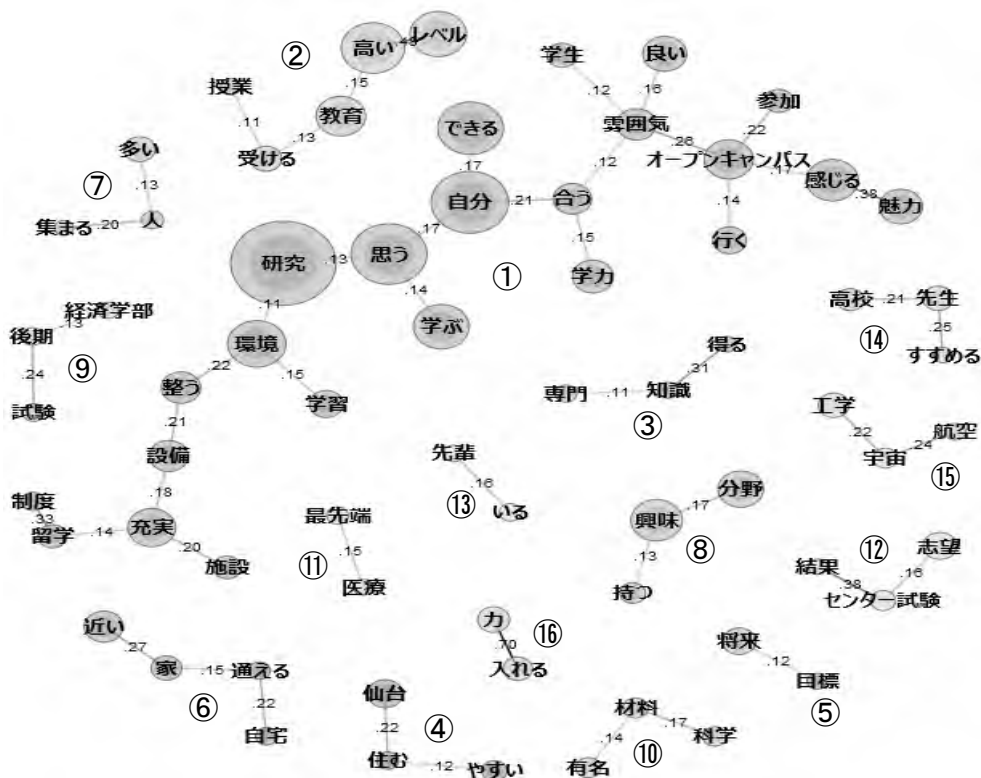 ②
高い
.49
レベル
.15
教育
授業
.11
.13
受ける
学生
良い
.12
.16
雰囲気
参加
.26
.22
オープンキャンパス
.17
感じる
.38
魅力
.14
行く
できる
.17
自分
.21
合う
.12
.15
学力
多い
⑦
.13
集まる
.20
人
研究
.13
思う
.17
①
.14
学ぶ
.11
環境
.22
.15
学習
整う
.21
設備
.18
充実
.20
施設
制度
.33
留学
.14
経済学部
後期
.13
⑨
.24
試験
高校
.21
先生
⑭
.25
すすめる
得る
.31
専門
.11
知識
③
工学
.22
航空
.24
宇宙
⑮
先輩
.16
⑬
いる
最先端
.15
⑪
医療
分野
.17
興味
⑧
.13
持つ
⑫
志望
結果
.38
.16
センター試験
力
.70
⑯
入れる
将来
.12
目標
⑤
近い
.27
家
.15
通える
⑥
.22
自宅
仙台
.22
④
住む
.12
やすい
材料
.17
科学
.14
⑩
有名